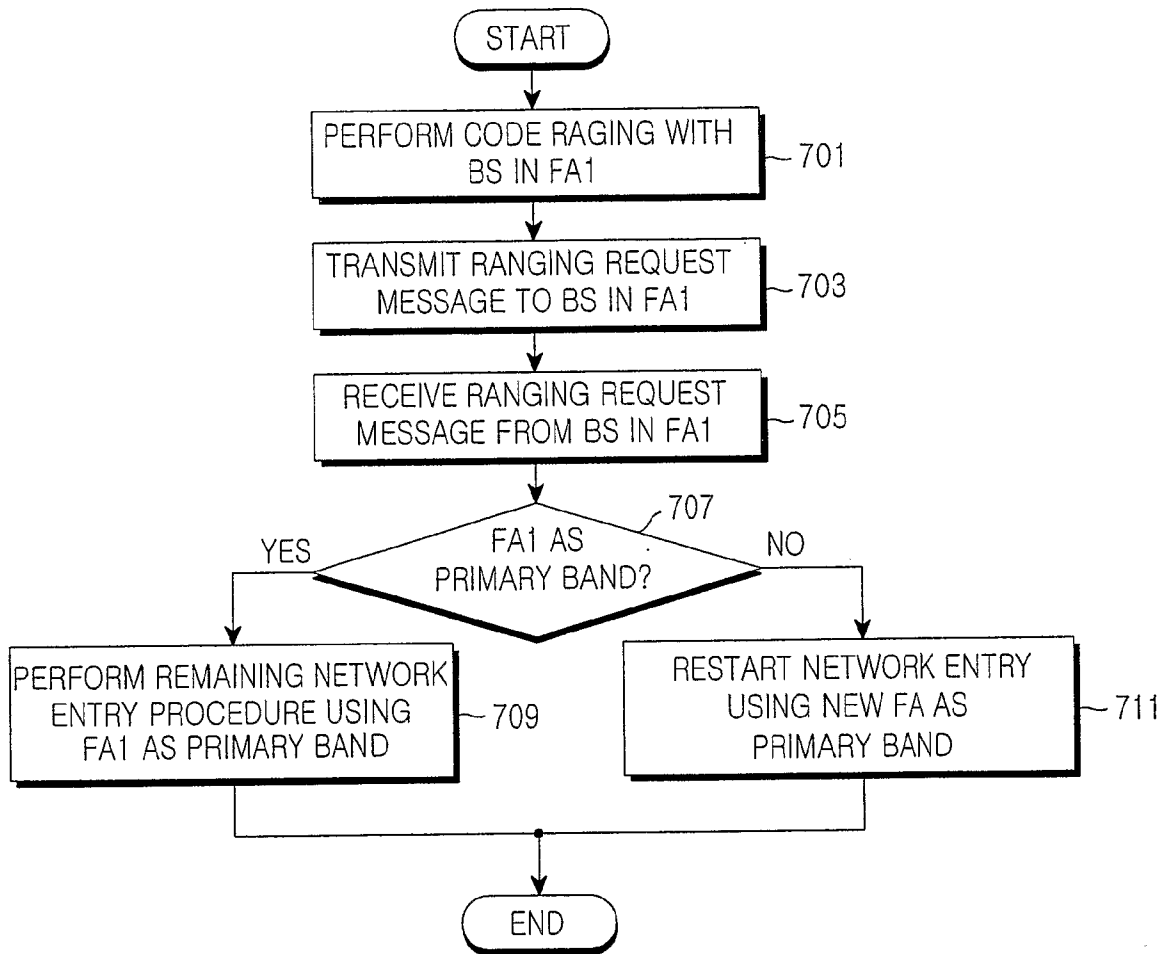 START
PERFORM CODE RAGING WITH
BS IN FA1
701
TRANSMIT RANGING REQUEST
MESSAGE TO BS IN FA1
703
RECEIVE RANGING REQUEST
MESSAGE FROM BS IN FA1
705
707
FA1 AS
PRIMARY BAND?
YES
NO
PERFORM REMAINING NETWORK
ENTRY PROCEDURE USING
FA1 AS PRIMARY BAND
709
RESTART NETWORK ENTRY
USING NEW FA AS
PRIMARY BAND
711
END